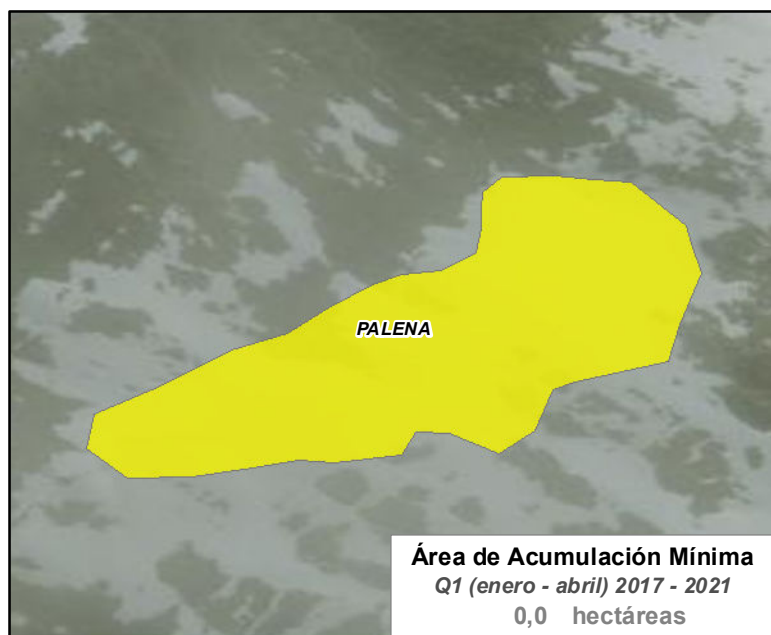 PALENA
Área de Acumulación Mínima
Q1 (enero - abril) 2017 - 2021
0,0 hectáreas